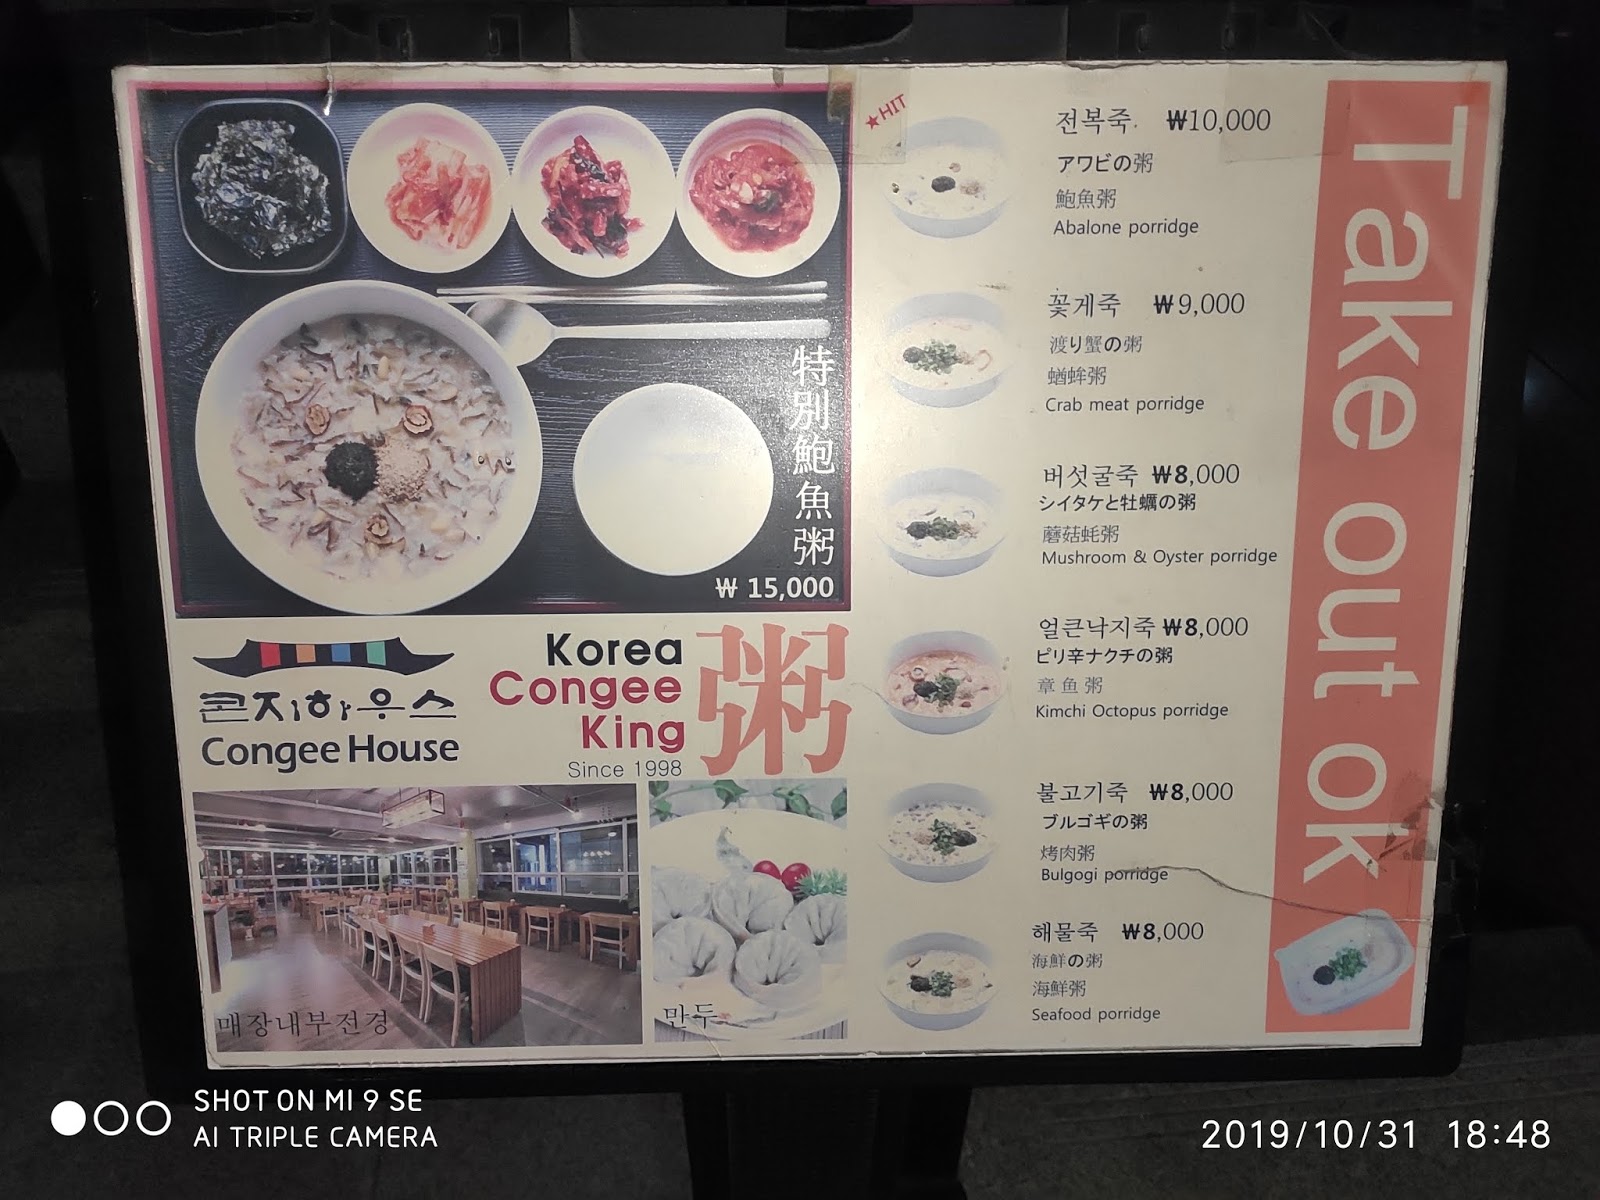 特別鮑魚粥
₩ 15,000
콘지하우스
Congee House
Korea
Congee
King
Since 1998
粥
매장내부전경
만두
★HIT
전복죽 ₩10,000
アワビの粥
鮑魚粥
Abalone porridge
꽃게죽 ₩9,000
渡り蟹の粥
蝤蛑粥
Crab meat porridge
버섯굴죽 ₩8,000
シイタケと牡蠣の粥
蘑菇蚝粥
Mushroom & Oyster porridge
얼큰낙지죽 ₩8,000
ピリ辛ナクチの粥
章魚粥
Kimchi Octopus porridge
불고기죽 ₩8,000
ブルゴギの粥
烤肉粥
Bulgogi porridge
해물죽 ₩8,000
海鮮の粥
海鮮粥
Seafood porridge
Take out ok
SHOT ON MI 9 SE
AI TRIPLE CAMERA
2019/10/31 18:48